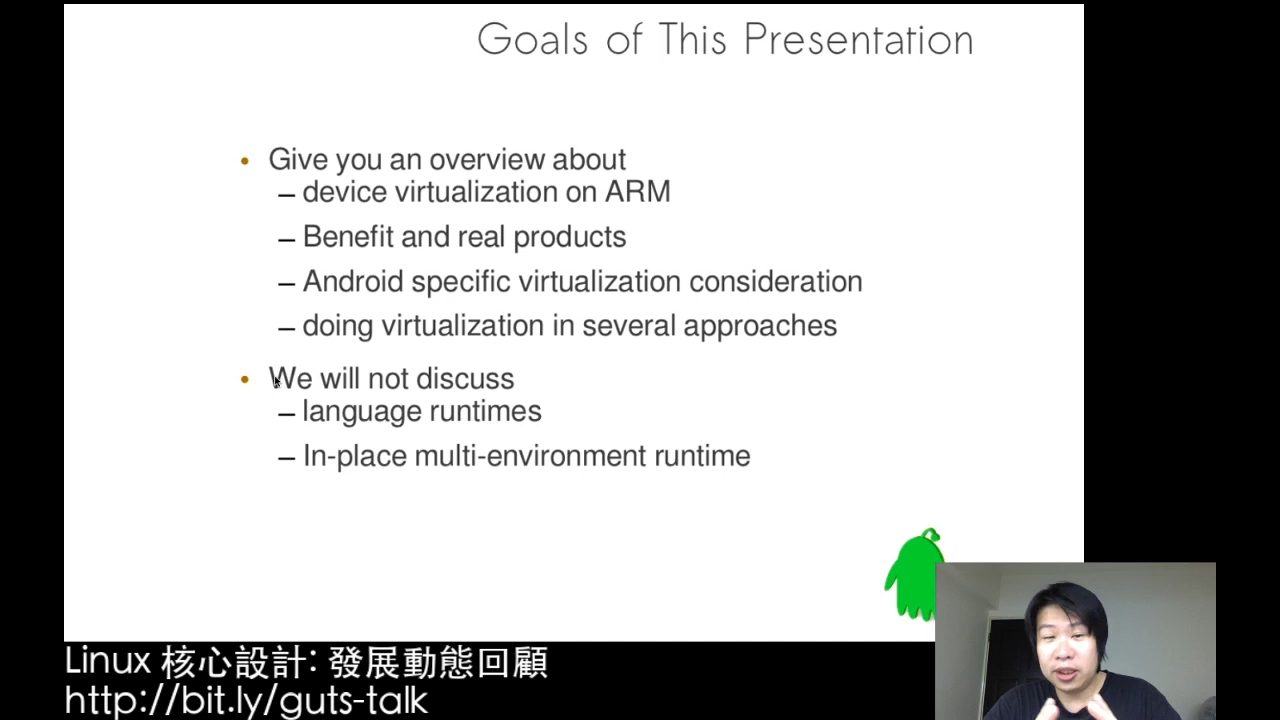 Goals of This Presentation
• Give you an overview about
– device virtualization on ARM
– Benefit and real products
– Android specific virtualization consideration
– doing virtualization in several approaches
• We will not discuss
– language runtimes
– In-place multi-environment runtime
Linux 核心設計: 發展動態回顧
http://bit.ly/guts-talk